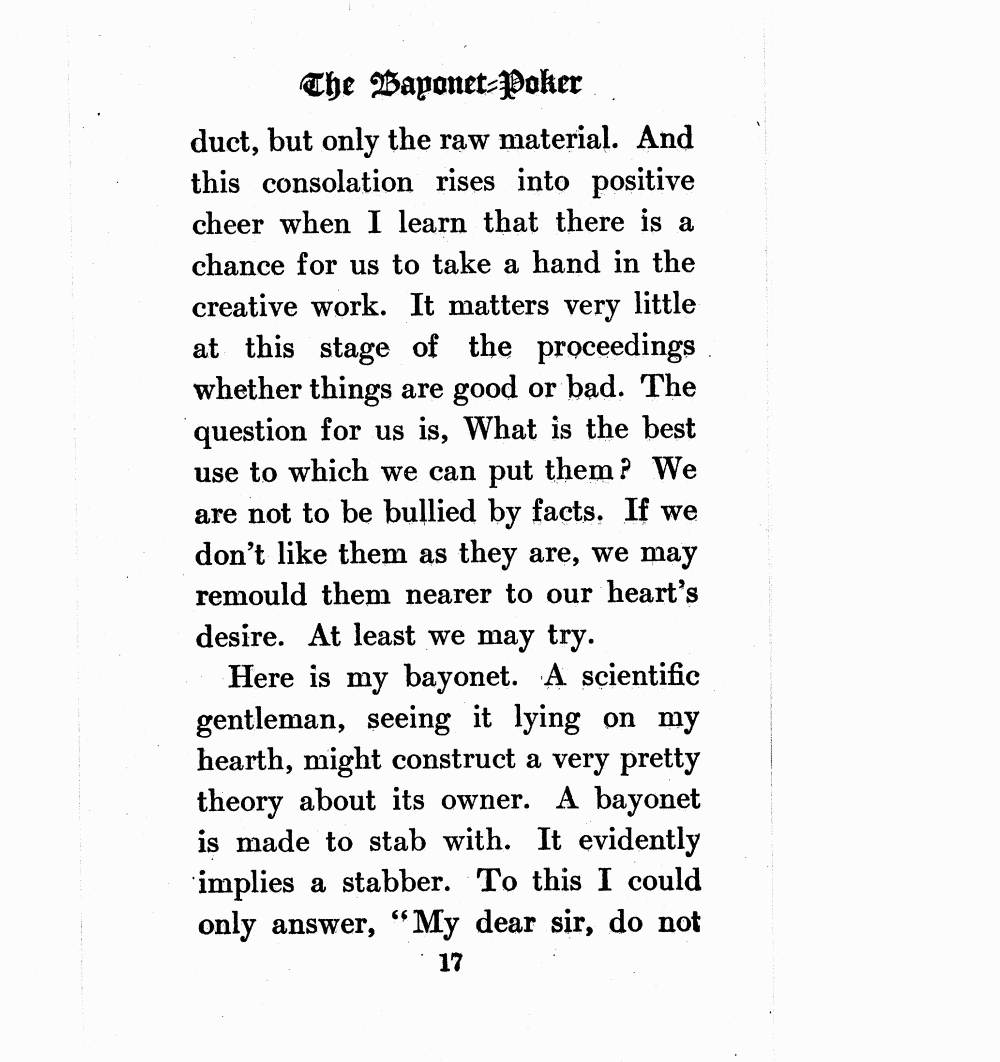 The Bayonet-Poker
duct, but only the raw material. And
this consolation rises into positive
cheer when I learn that there is a
chance for us to take a hand in the
creative work. It matters very little
at this stage of the proceedings
whether things are good or bad. The
question for us is, What is the best
use to which we can put them? We
are not to be bullied by facts. If we
don't like them as they are, we may
remould them nearer to our heart's
desire. At least we may try.
Here is my bayonet. A scientific
gentleman, seeing it lying on my
hearth, might construct a very pretty
theory about its owner. A bayonet
is made to stab with. It evidently
implies a stabber. To this I could
only answer, “My dear sir, do not
17